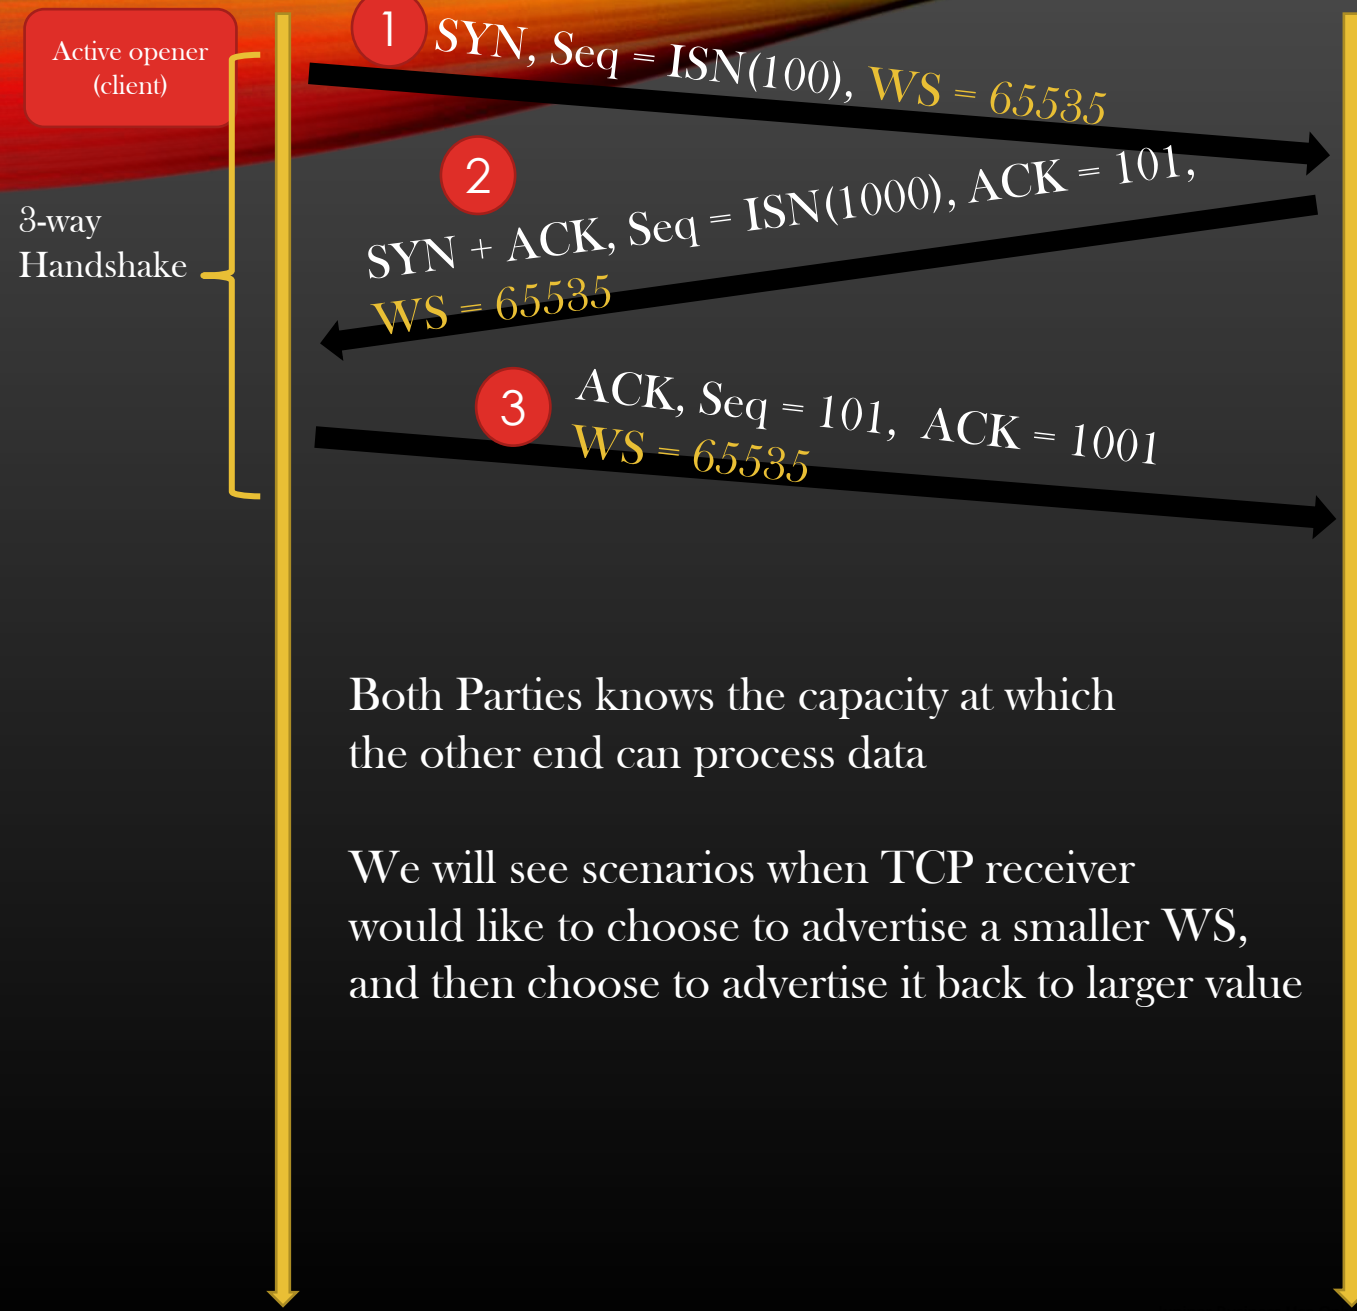 Active opener
(client)
1
SYN, Seq = ISN(100), WS = 65535
2
SYN + ACK, Seq = ISN(1000), ACK = 101,
WS = 65535
3-way
Handshake
3
ACK, Seq = 101, ACK = 1001
WS = 65535
Both Parties knows the capacity at which
the other end can process data
We will see scenarios when TCP receiver
would like to choose to advertise a smaller WS,
and then choose to advertise it back to larger value